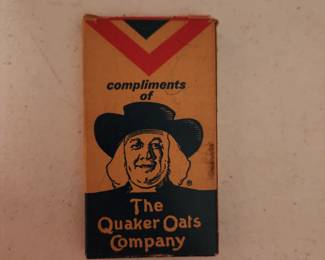 compliments
of
The
Quaker Oats
Company
®